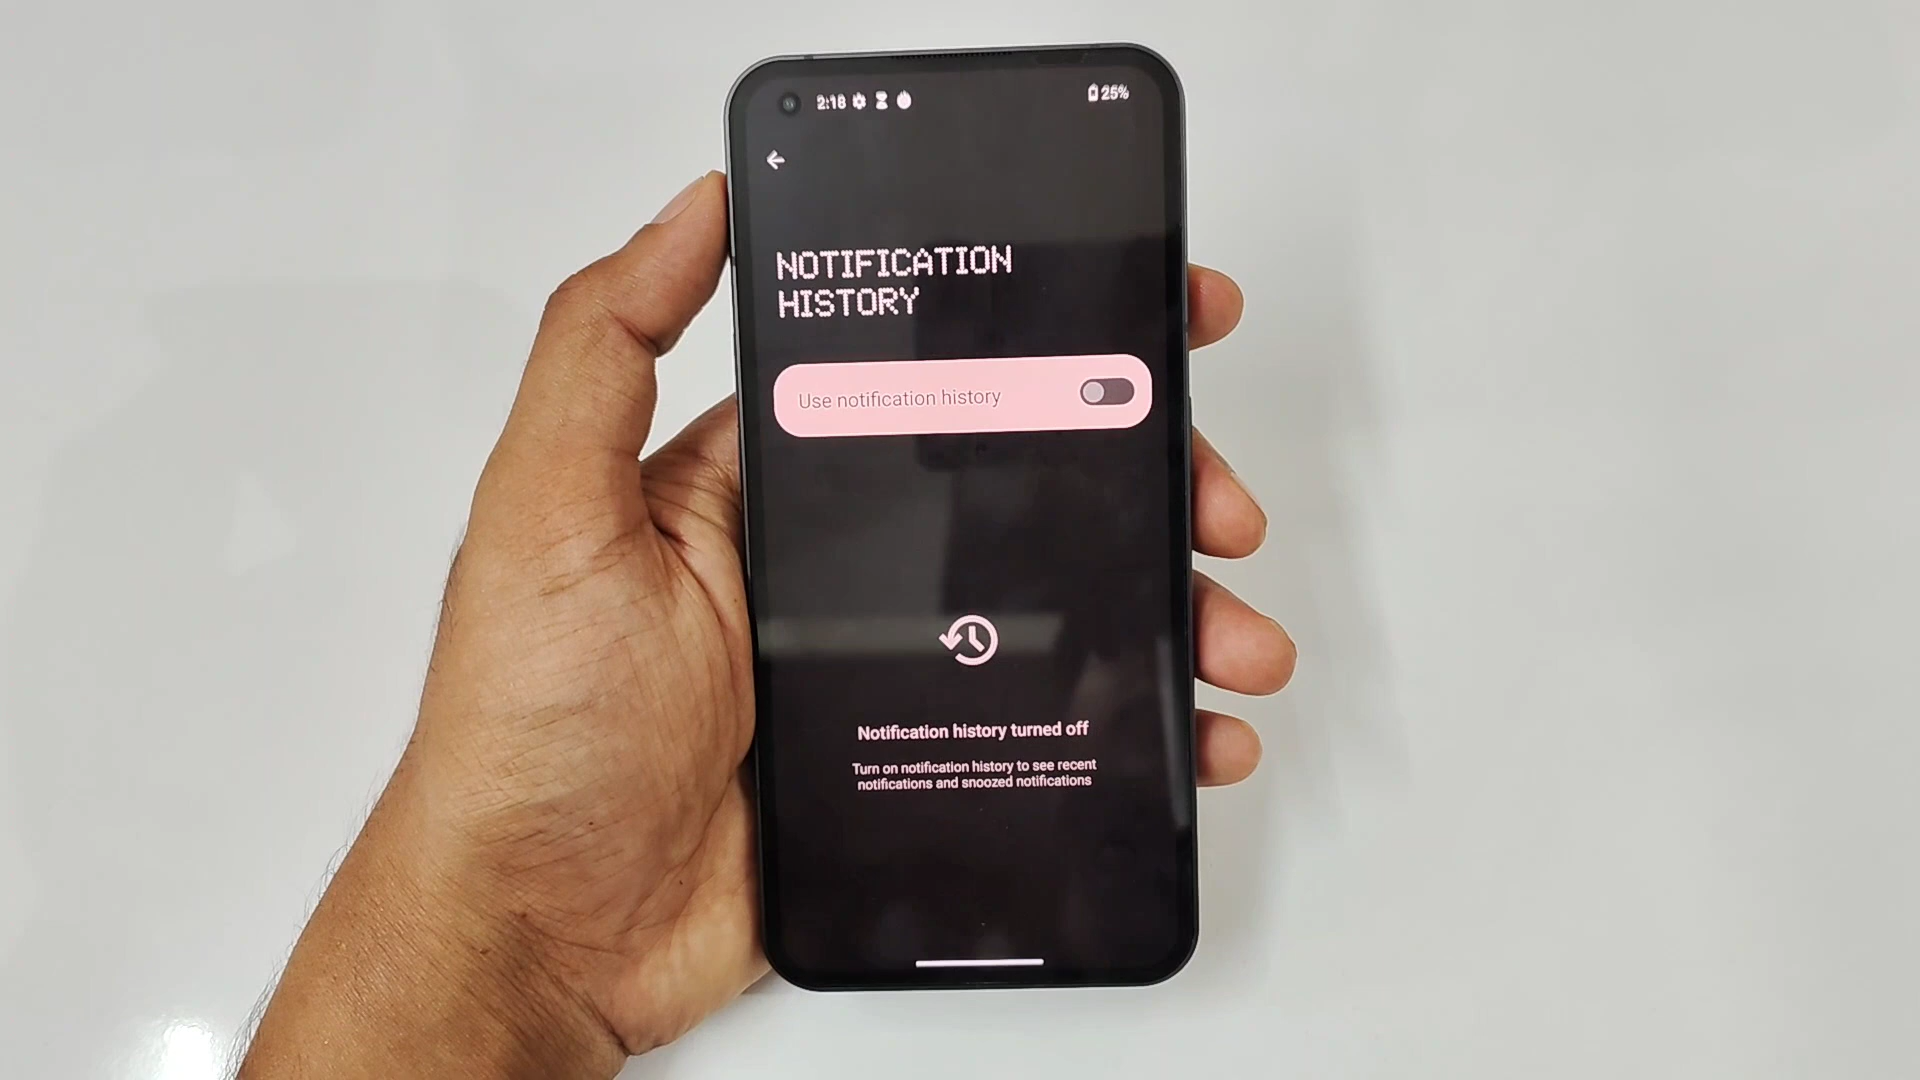 2:18
25%
NOTIFICATION
HISTORY
Use notification history
Notification history turned off
Turn on notification history to see recent
notifications and snoozed notifications